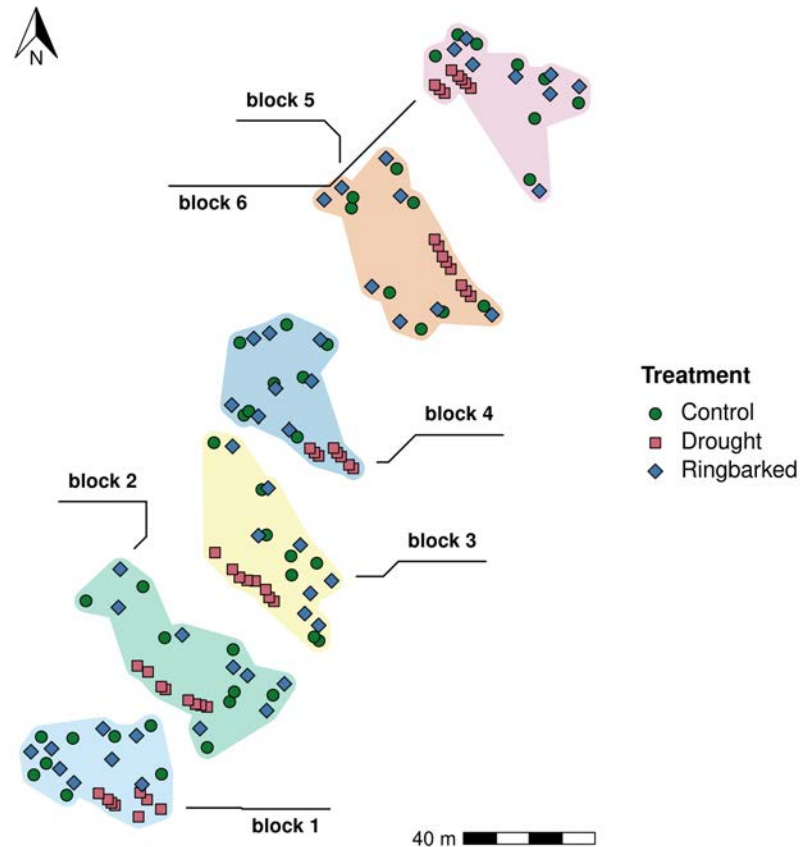 N
block 5
block 6
Treatment
Control
Drought
Ringbarked
block 4
block 2
block 3
block 1
40 m